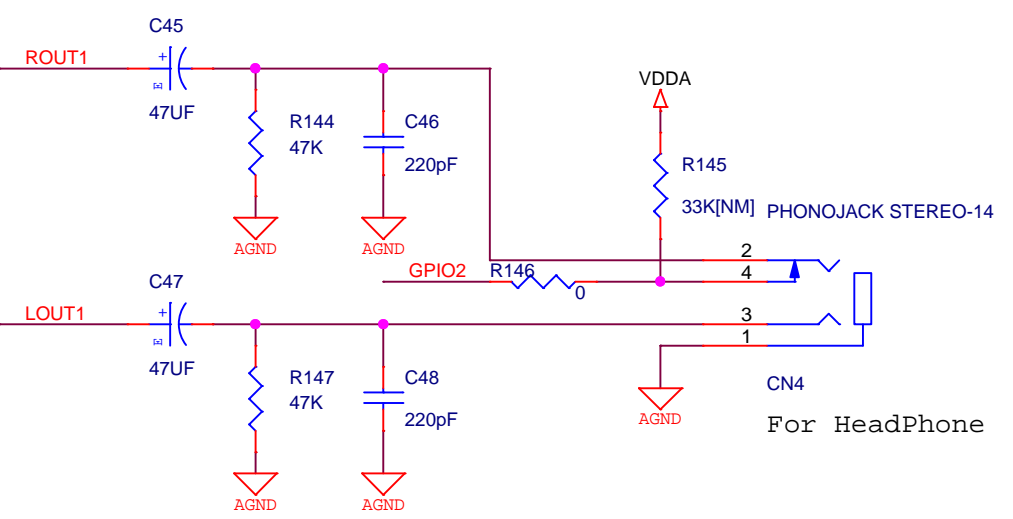 C45
ROUT1
+
E
47UF
R144
47K
C46
220pF
AGND
AGND
VDDA
R145
33K[NM]
PHONOJACK STEREO-14
2
GPIO2
R146
0
4
C47
LOUT1
+
E
47UF
3
1
R147
47K
C48
220pF
AGND
CN4
For HeadPhone
AGND
AGND